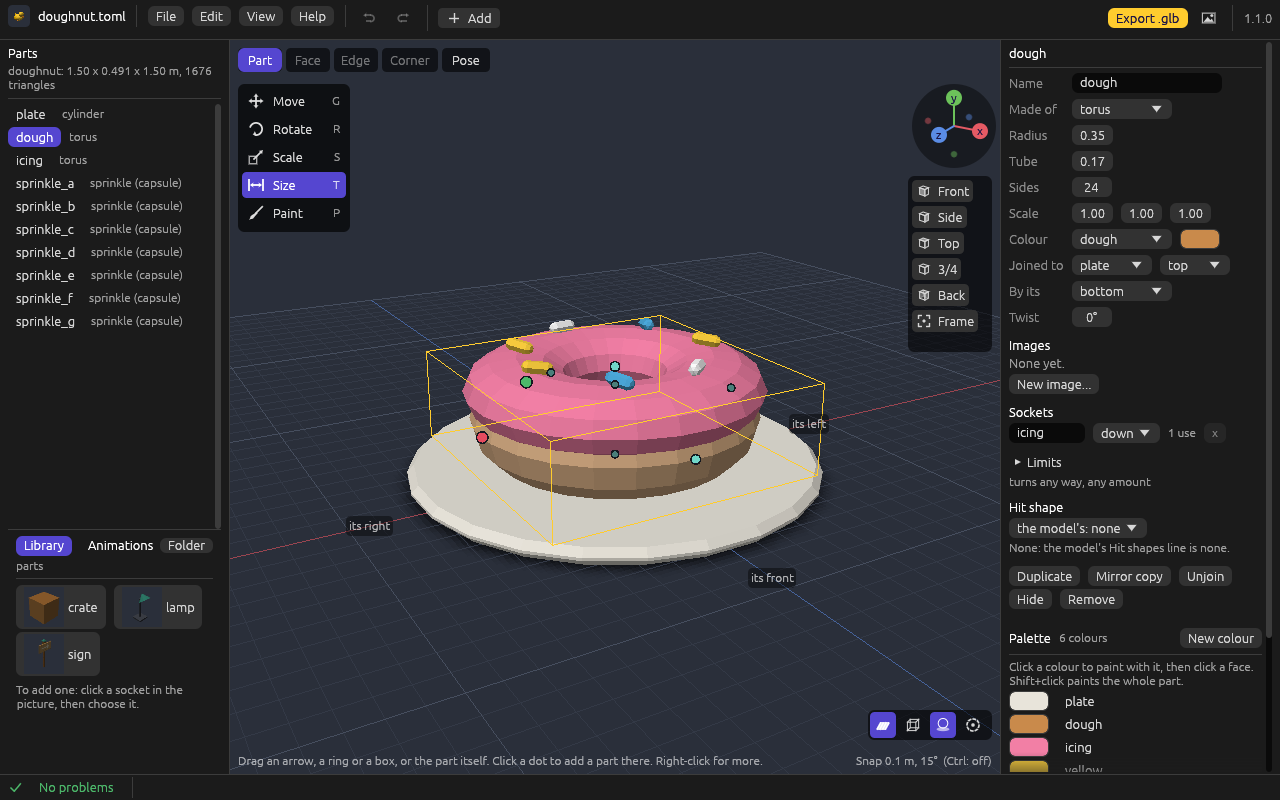 doughnut.toml
File
Edit
View
Help
Add
Export .glb
1.1.0
Parts
doughnut: 1.50 x 0.491 x 1.50 m, 1676
triangles
plate cylinder
dough torus
icing torus
sprinkle_a sprinkle (capsule)
sprinkle_b sprinkle (capsule)
sprinkle_c sprinkle (capsule)
sprinkle_d sprinkle (capsule)
sprinkle_e sprinkle (capsule)
sprinkle_f sprinkle (capsule)
sprinkle_g sprinkle (capsule)
Library
Animations
Folder
parts
crate
lamp
sign
To add one: click a socket in the
picture, then choose it.
Part
Face
Edge
Corner
Pose
Move G
Rotate R
Scale S
Size T
Paint P
y
x
z
Front
Side
Top
3/4
Back
Frame
its left
its right
its front
Drag an arrow, a ring or a box, or the part itself. Click a dot to add a part there. Right-click for more.
Snap 0.1 m, 15° (Ctrl: off)
dough
Name dough
Made of torus
Radius 0.35
Tube 0.17
Sides 24
Scale 1.00 1.00 1.00
Colour dough
Joined to plate top
By its bottom
Twist 0°
Images
None yet.
New image...
Sockets
icing down 1 use x
Limits
turns any way, any amount
Hit shape
the model's: none
None: the model's Hit shapes line is none.
Duplicate
Mirror copy
Unjoin
Hide
Remove
Palette 6 colours
New colour
Click a colour to paint with it, then click a face.
Shift+click paints the whole part.
plate
dough
icing
yellow
No problems